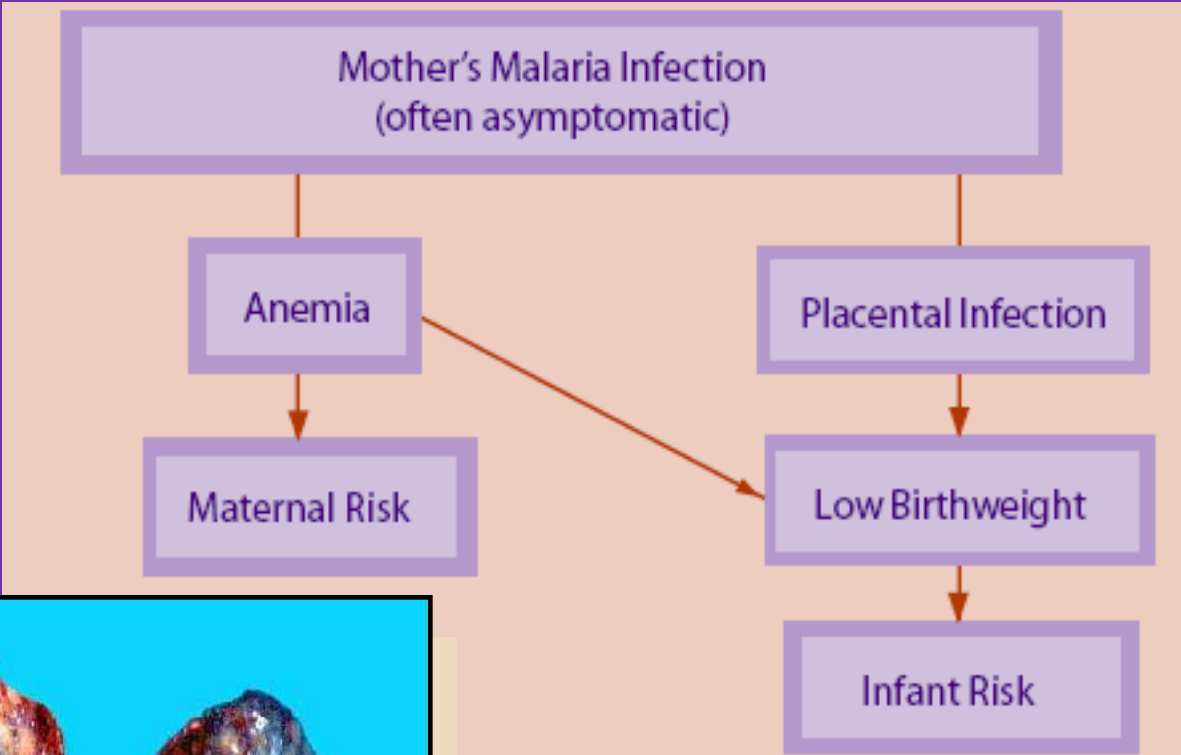 Mother’s Malaria Infection
(often asymptomatic)
Anemia
Placental Infection
Maternal Risk
Low Birthweight
Infant Risk